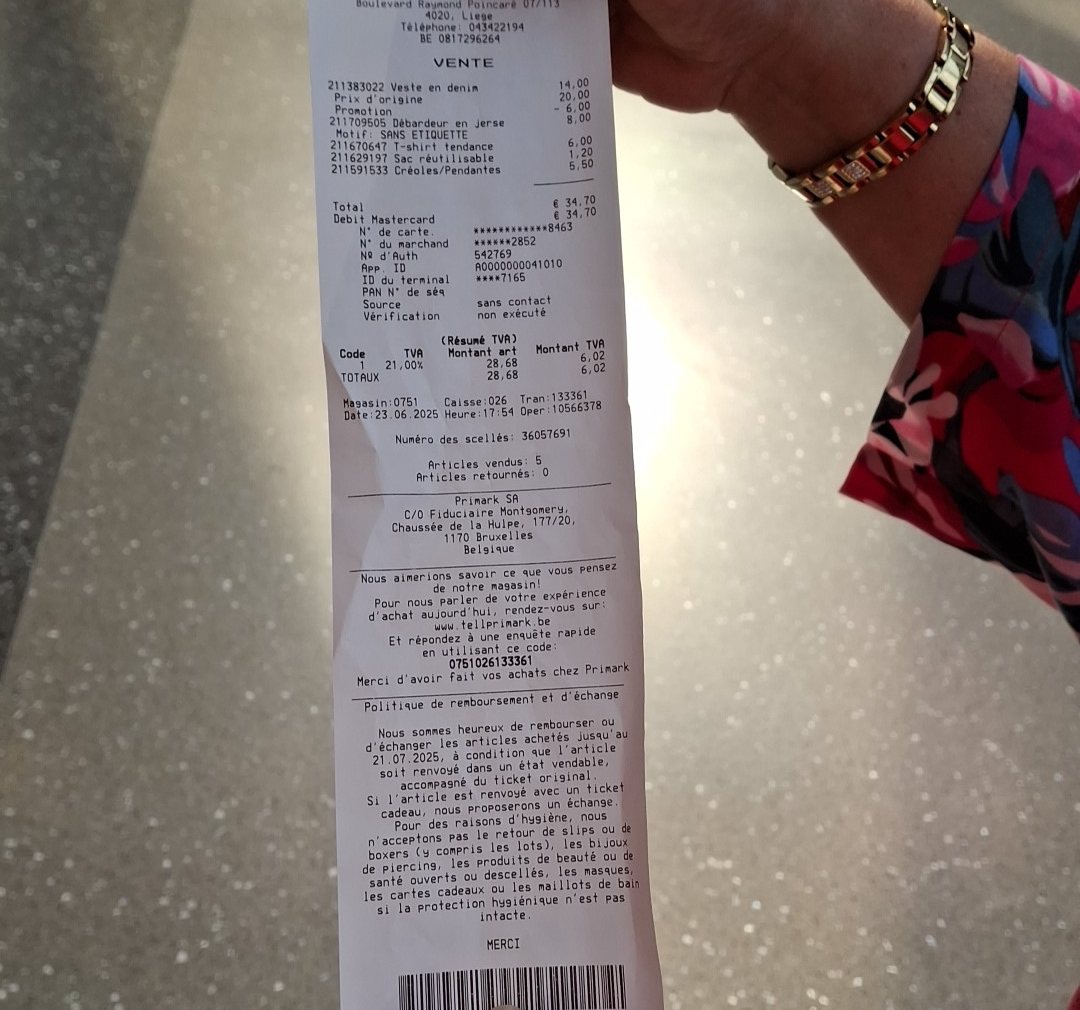 Boulevard Raymond Poincaré 07/113
4020, Liege
Téléphone: 043422194
BE 0817296264
VENTE
211383022 Veste en denim 14,00
Prix d'origine 20,00
Promotion - 6,00
211709505 Débardeur en jerse 8,00
Motif: SANS ETIQUETTE
211670647 T-shirt tendance 6,00
211629197 Sac réutilisable 1,20
211591533 Créoles/Pendantes 5,50
Total € 34,70
Debit Mastercard € 34,70
N° de carte. ************8463
N° du marchand ******2852
Nº d'Auth 542769
App. ID A0000000041010
ID du terminal ****7165
PAN N° de séq
Source sans contact
Vérification non exécuté
(Résumé TVA)
Code TVA Montant art Montant TVA
1 21,00% 28,68 6,02
TOTAUX 28,68 6,02
Magasin:0751 Caisse:026 Tran:133361
Date:23.06.2025 Heure:17:54 Oper:10566378
Numéro des scellés: 36057691
Articles vendus: 5
Articles retournés: 0
Primark SA
C/O Fiduciaire Montgomery,
Chaussée de la Hulpe, 177/20,
1170 Bruxelles
Belgique
Nous aimerions savoir ce que vous pensez
de notre magasin!
Pour nous parler de votre expérience
d'achat aujourd'hui, rendez-vous sur:
www.tellprimark.be
Et répondez à une enquête rapide
en utilisant ce code:
0751026133361
Merci d'avoir fait vos achats chez Primark
Politique de remboursement et d'échange
Nous sommes heureux de rembourser ou
d'échanger les articles achetés jusqu'au
21.07.2025, à condition que l'article
soit renvoyé dans un état vendable,
accompagné du ticket original.
Si l'article est renvoyé avec un ticket
cadeau, nous proposerons un échange.
Pour des raisons d'hygiène, nous
n'acceptons pas le retour de slips ou de
boxers (y compris les lots), les bijoux
de piercing, les produits de beauté ou de
santé ouverts ou descellés, les masques,
les cartes cadeaux ou les maillots de bain
si la protection hygiénique n'est pas
intacte.
MERCI